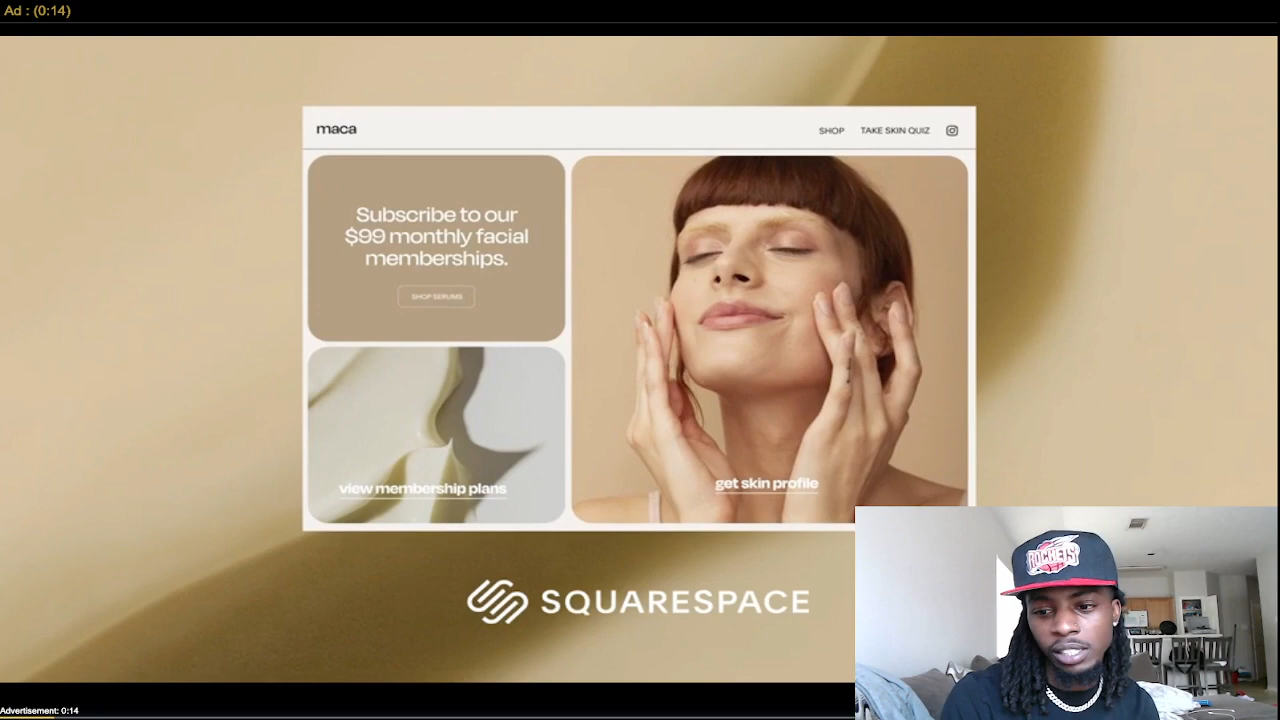 Ad : (0:14)
maca
SHOP TAKE SKIN QUIZ
Subscribe to our
$99 monthly facial
memberships.
SHOP SERUMS
view membership plans
get skin profile
SQUARESPACE
ROCKETS
Advertisement: 0:14